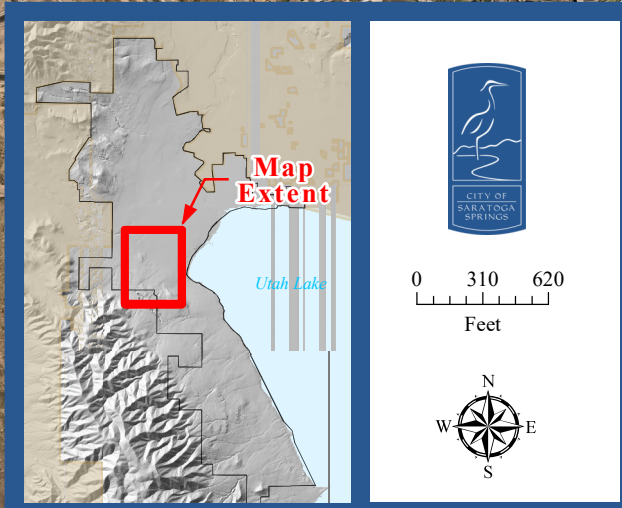 Map
Extent
Utah Lake
CITY OF
SARATOGA
SPRINGS
0 310 620
Feet
N
W E
S